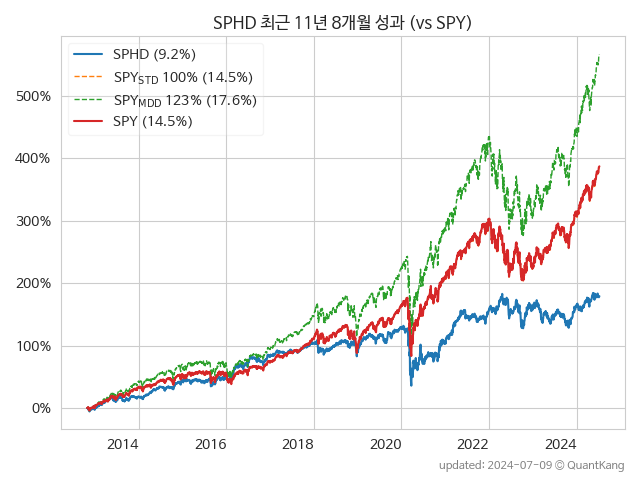 SPHD 최근 11년 8개월 성과 (vs SPY)
SPHD (9.2%)
SPY_STD 100% (14.5%)
SPY_MDD 123% (17.6%)
SPY (14.5%)
500%
400%
300%
200%
100%
0%
2014 2016 2018 2020 2022 2024
updated: 2024-07-09 © QuantKang